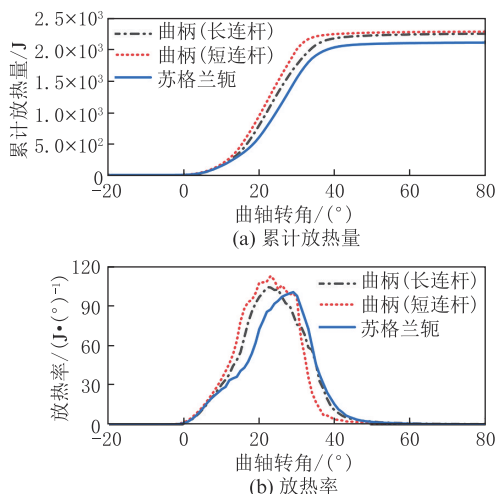 2.5×10³
2.0×10³
1.5×10³
1.0×10³
5.0×10²
0
累计放热量/J
曲柄(长连杆)
曲柄(短连杆)
苏格兰轭
-20 0 20 40 60 80
曲轴转角/(°)
(a) 累计放热量
120
90
60
30
0
放热率/(J•(°)⁻¹)
曲柄(长连杆)
曲柄(短连杆)
苏格兰轭
-20 0 20 40 60 80
曲轴转角/(°)
(b) 放热率